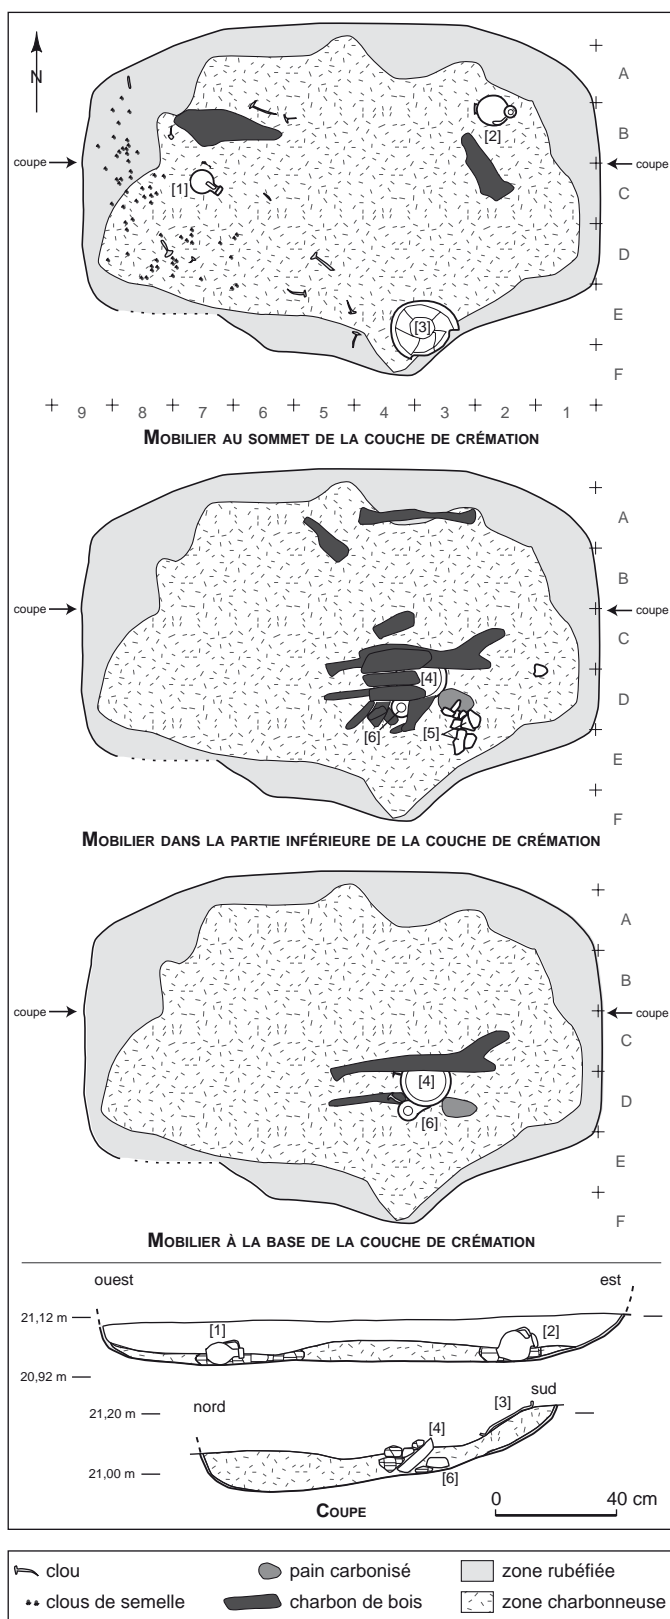 N
A
B
[2]
coupe
coupe
[1]
C
D
E
[3]
F
9 8 7 6 5 4 3 2 1
MOBILIER AU SOMMET DE LA COUCHE DE CRÉMATION
A
B
coupe
coupe
C
[4]
D
[6]
[5]
E
F
MOBILIER DANS LA PARTIE INFÉRIEURE DE LA COUCHE DE CRÉMATION
A
B
coupe
coupe
C
[4]
D
[6]
E
F
MOBILIER À LA BASE DE LA COUCHE DE CRÉMATION
ouest est
21,12 m
[1] [2]
20,92 m
sud
nord
[3]
21,20 m
[4]
21,00 m
[6]
COUPE
0 40 cm
clou pain carbonisé zone rubéfiée
clous de semelle charbon de bois zone charbonneuse